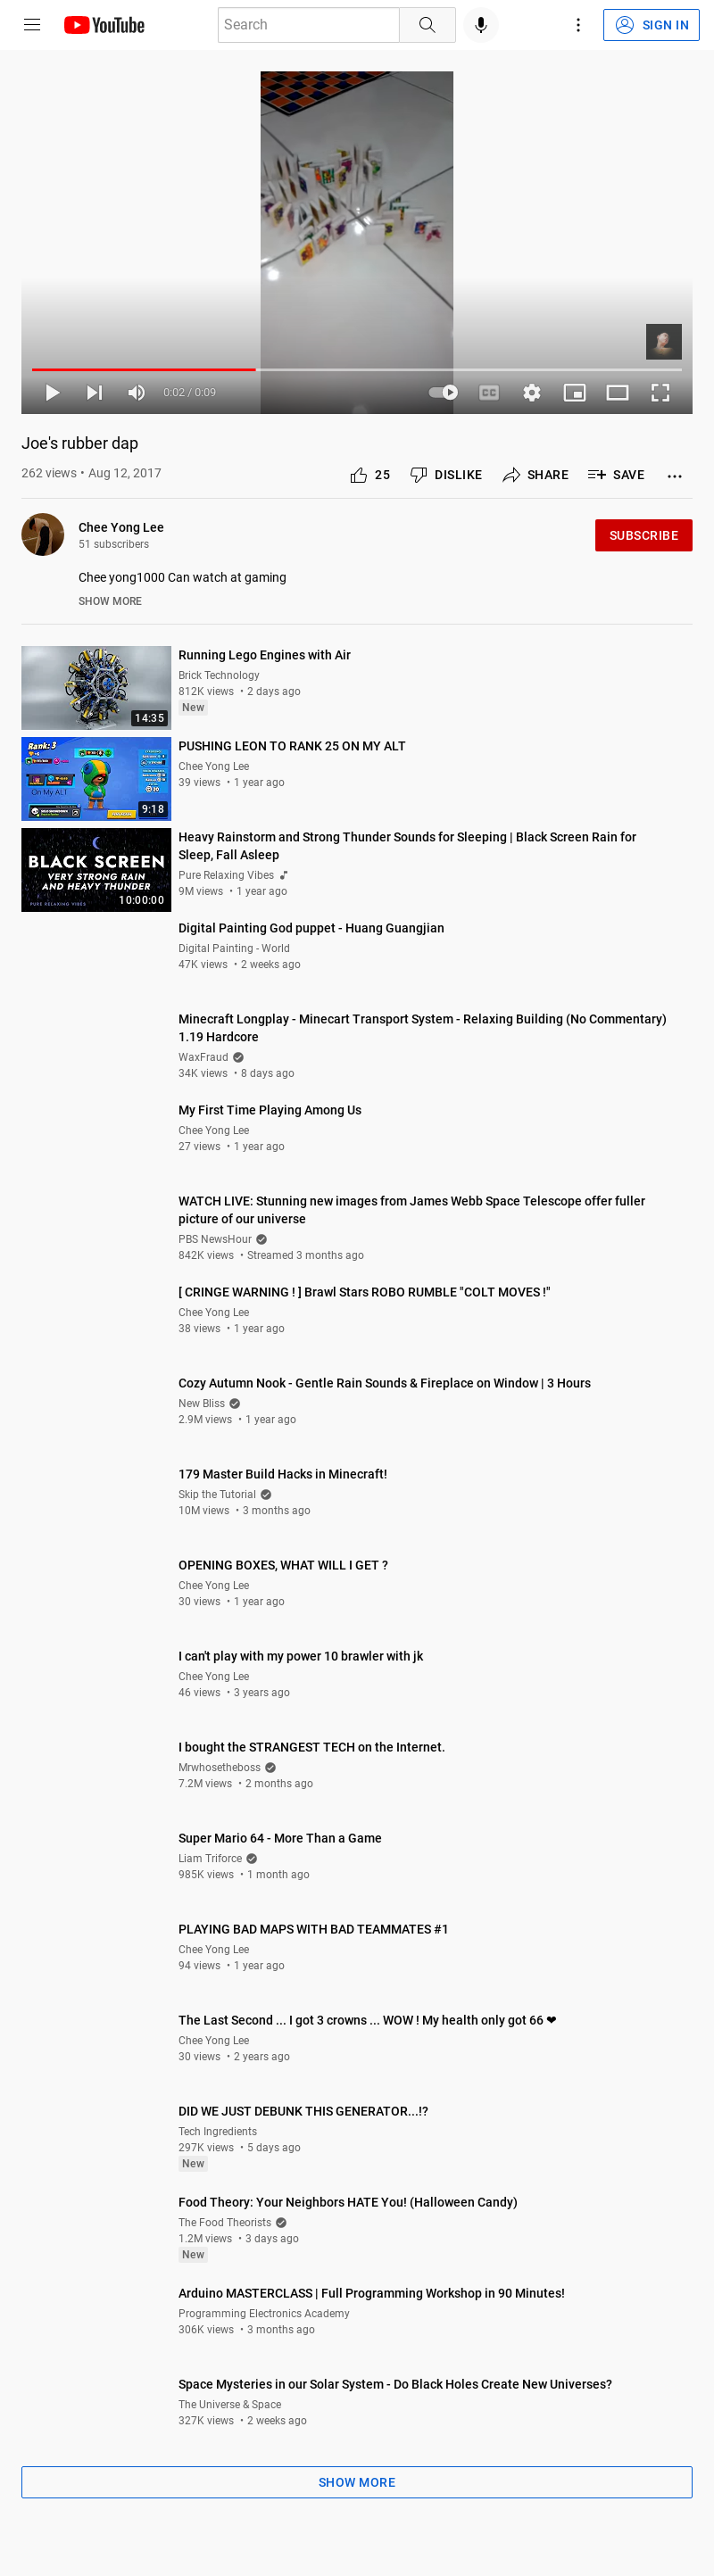 YouTube
Search
SIGN IN
0:02 / 0:09
CC
Joe's rubber dap
262 views • Aug 12, 2017
25
DISLIKE
SHARE
SAVE
Chee Yong Lee
51 subscribers
SUBSCRIBE
Chee yong1000 Can watch at gaming
SHOW MORE
14:35
Running Lego Engines with Air
Brick Technology
812K views • 2 days ago
New
Rank: 3
On My ALT
9:18
PUSHING LEON TO RANK 25 ON MY ALT
Chee Yong Lee
39 views • 1 year ago
BLACK SCREEN
VERY STRONG RAIN
AND HEAVY THUNDER
PURE RELAXING VIBES
10:00:00
Heavy Rainstorm and Strong Thunder Sounds for Sleeping | Black Screen Rain for
Sleep, Fall Asleep
Pure Relaxing Vibes
9M views • 1 year ago
Digital Painting God puppet - Huang Guangjian
Digital Painting - World
47K views • 2 weeks ago
Minecraft Longplay - Minecart Transport System - Relaxing Building (No Commentary)
1.19 Hardcore
WaxFraud
34K views • 8 days ago
My First Time Playing Among Us
Chee Yong Lee
27 views • 1 year ago
WATCH LIVE: Stunning new images from James Webb Space Telescope offer fuller
picture of our universe
PBS NewsHour
842K views • Streamed 3 months ago
[ CRINGE WARNING ! ] Brawl Stars ROBO RUMBLE "COLT MOVES !"
Chee Yong Lee
38 views • 1 year ago
Cozy Autumn Nook - Gentle Rain Sounds & Fireplace on Window | 3 Hours
New Bliss
2.9M views • 1 year ago
179 Master Build Hacks in Minecraft!
Skip the Tutorial
10M views • 3 months ago
OPENING BOXES, WHAT WILL I GET ?
Chee Yong Lee
30 views • 1 year ago
I can't play with my power 10 brawler with jk
Chee Yong Lee
46 views • 3 years ago
I bought the STRANGEST TECH on the Internet.
Mrwhosetheboss
7.2M views • 2 months ago
Super Mario 64 - More Than a Game
Liam Triforce
985K views • 1 month ago
PLAYING BAD MAPS WITH BAD TEAMMATES #1
Chee Yong Lee
94 views • 1 year ago
The Last Second ... I got 3 crowns ... WOW ! My health only got 66 ❤
Chee Yong Lee
30 views • 2 years ago
DID WE JUST DEBUNK THIS GENERATOR...!?
Tech Ingredients
297K views • 5 days ago
New
Food Theory: Your Neighbors HATE You! (Halloween Candy)
The Food Theorists
1.2M views • 3 days ago
New
Arduino MASTERCLASS | Full Programming Workshop in 90 Minutes!
Programming Electronics Academy
306K views • 3 months ago
Space Mysteries in our Solar System - Do Black Holes Create New Universes?
The Universe & Space
327K views • 2 weeks ago
SHOW MORE